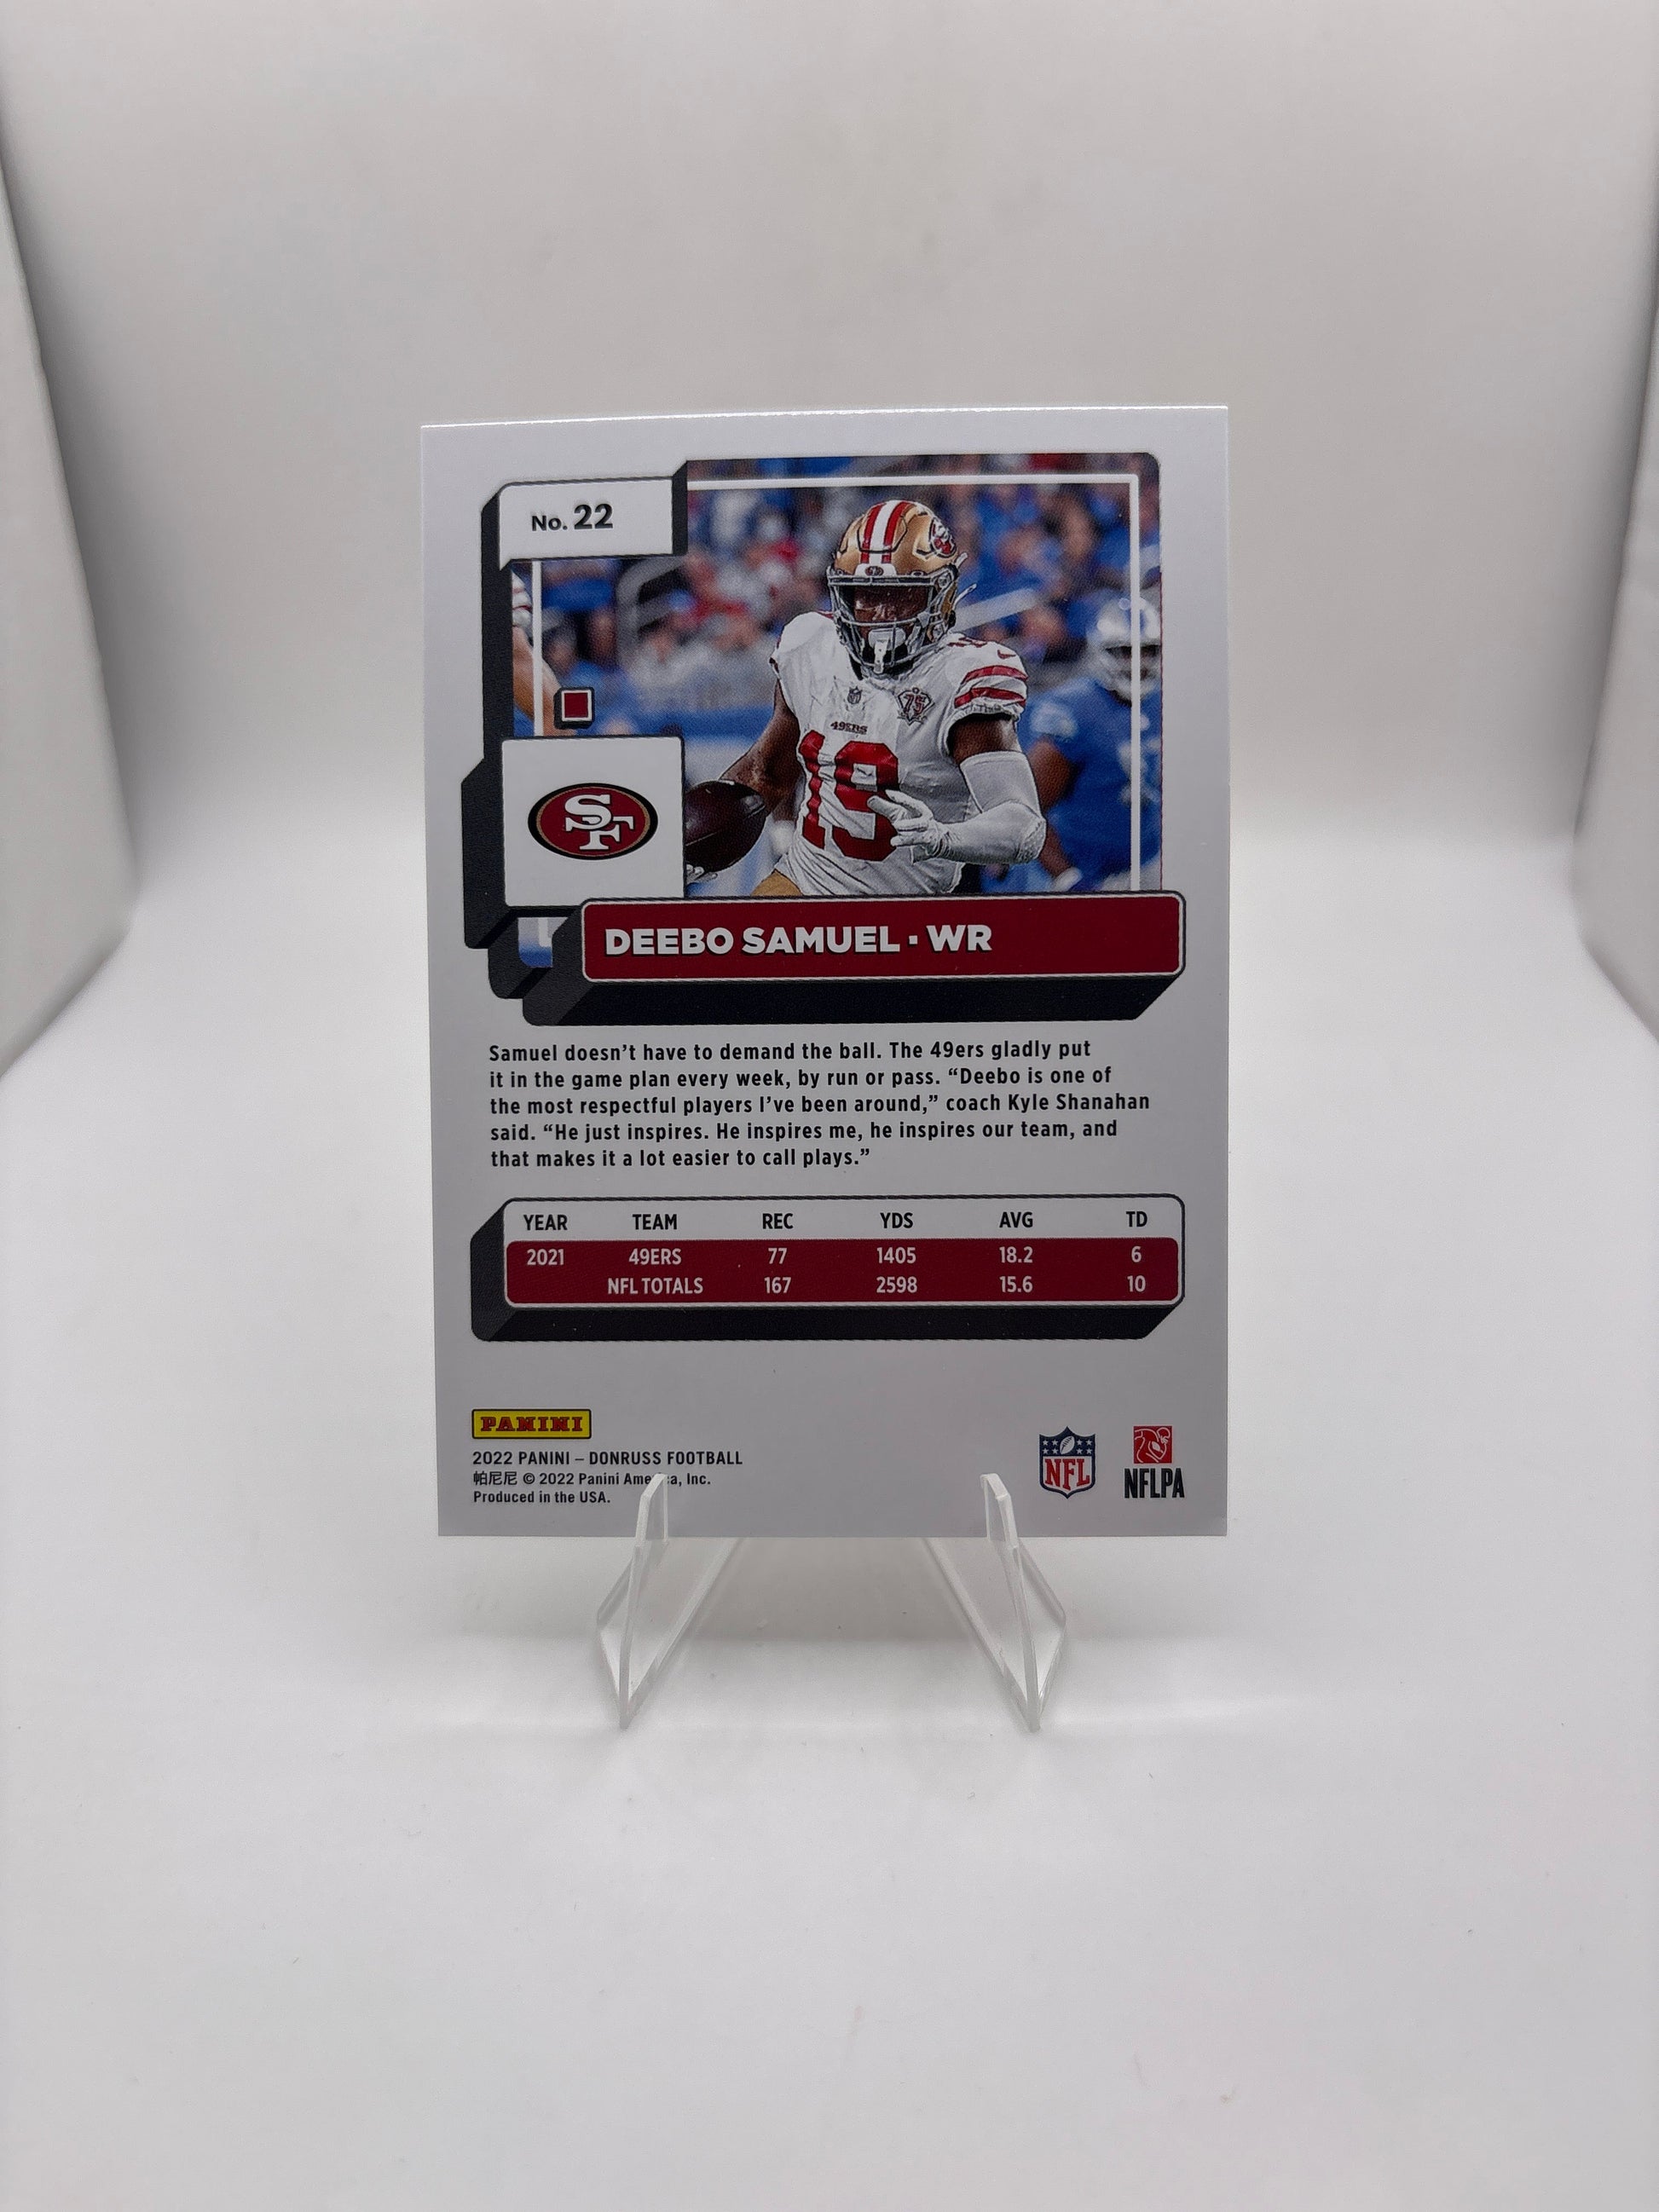 No. 22
75
49ERS
19
SF
DEEBO SAMUEL · WR
Samuel doesn’t have to demand the ball. The 49ers gladly put
it in the game plan every week, by run or pass. “Deebo is one of
the most respectful players I’ve been around,” coach Kyle Shanahan
said. “He just inspires. He inspires me, he inspires our team, and
that makes it a lot easier to call plays.”
YEAR TEAM REC YDS AVG TD
2021 49ERS 77 1405 18.2 6
NFL TOTALS 167 2598 15.6 10
PANINI
2022 PANINI – DONRUSS FOOTBALL
帕尼尼 © 2022 Panini America, Inc.
Produced in the USA.
NFL
NFLPA